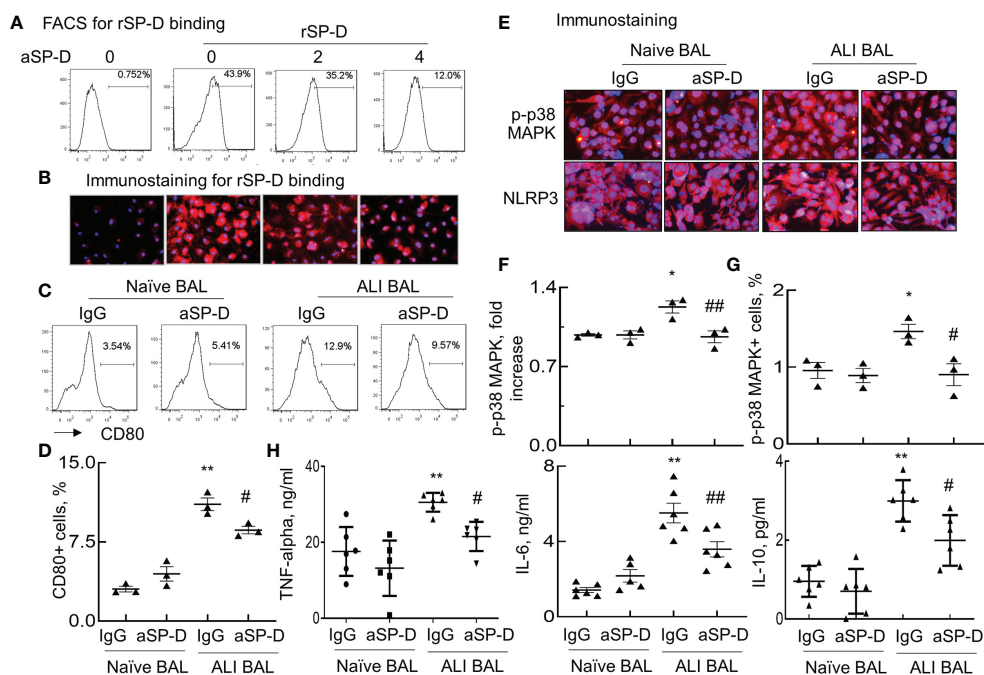 A FACS for rSP-D binding
rSP-D
aSP-D 0 0 2 4
0.752% 43.9% 35.2% 12.0%
B Immunostaining for rSP-D binding
C Naïve BAL ALI BAL
IgG aSP-D IgG aSP-D
3.54% 5.41% 12.9% 9.57%
CD80
D
15.0
7.5
0.0
CD80+ cells, %
** #
IgG aSP-D IgG aSP-D
Naïve BAL ALI BAL
H
40
20
0
TNF-alpha, ng/ml
** #
IgG aSP-D IgG aSP-D
Naïve BAL ALI BAL
E Immunostaining
Naive BAL ALI BAL
IgG aSP-D IgG aSP-D
p-p38
MAPK
NLRP3
F
1.4
0.7
0.0
p-p38 MAPK, fold
increase
* ##
G
2
1
0
p-p38 MAPK+ cells, %
* #
6
4
0
IL-6, ng/ml
** ##
IgG aSP-D IgG aSP-D
Naïve BAL ALI BAL
4
2
0
IL-10, pg/ml
** #
IgG aSP-D IgG aSP-D
Naïve BAL ALI BAL